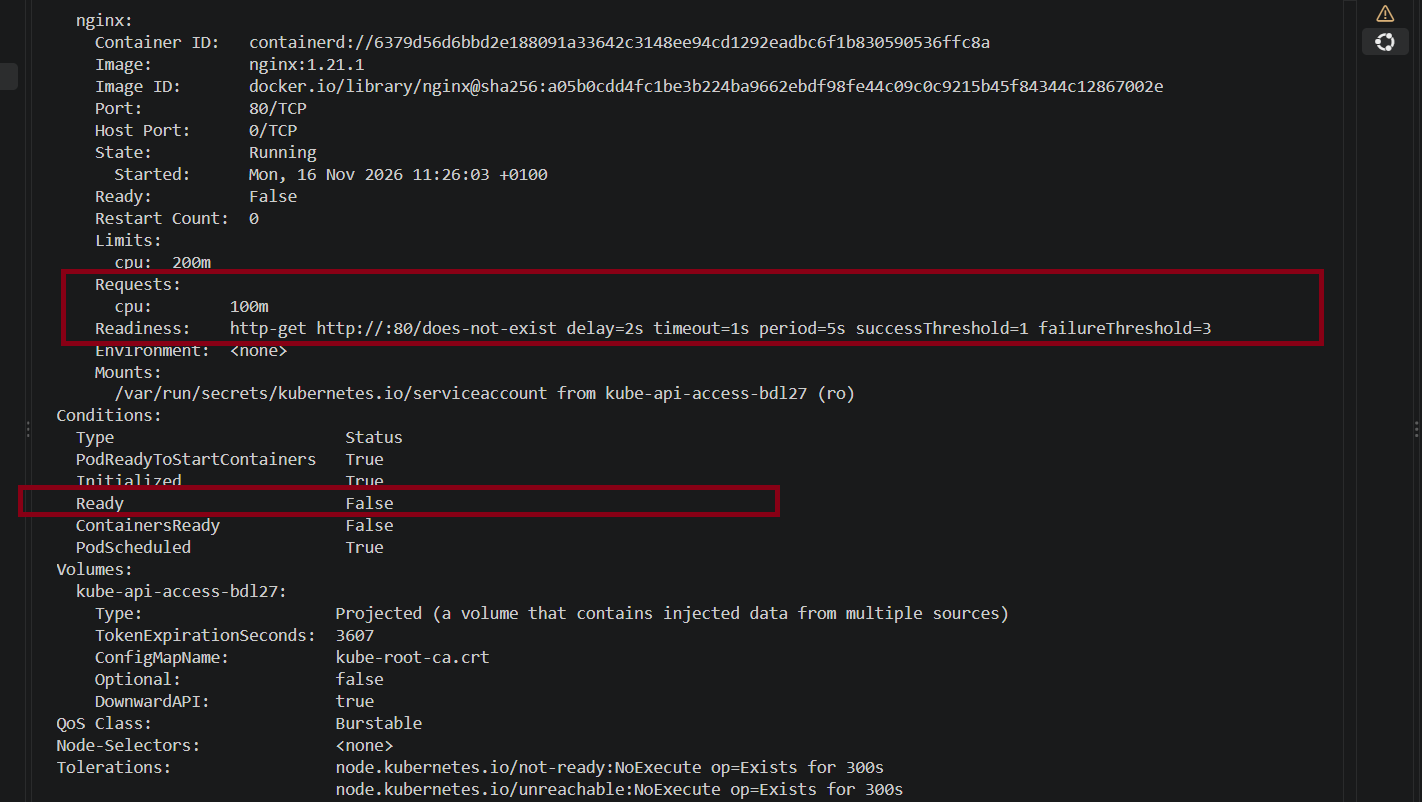 nginx:
Container ID: containerd://6379d56d6bbd2e188091a33642c3148ee94cd1292eadbc6f1b830590536ffc8a
Image: nginx:1.21.1
Image ID: docker.io/library/nginx@sha256:a05b0cdd4fc1be3b224ba9662ebdf98fe44c09c0c9215b45f84344c12867002e
Port: 80/TCP
Host Port: 0/TCP
State: Running
Started: Mon, 16 Nov 2026 11:26:03 +0100
Ready: False
Restart Count: 0
Limits:
cpu: 200m
Requests:
cpu: 100m
Readiness: http-get http://:80/does-not-exist delay=2s timeout=1s period=5s successThreshold=1 failureThreshold=3
Environment: <none>
Mounts:
/var/run/secrets/kubernetes.io/serviceaccount from kube-api-access-bdl27 (ro)
Conditions:
Type Status
PodReadyToStartContainers True
Initialized True
Ready False
ContainersReady False
PodScheduled True
Volumes:
kube-api-access-bdl27:
Type: Projected (a volume that contains injected data from multiple sources)
TokenExpirationSeconds: 3607
ConfigMapName: kube-root-ca.crt
Optional: false
DownwardAPI: true
QoS Class: Burstable
Node-Selectors: <none>
Tolerations: node.kubernetes.io/not-ready:NoExecute op=Exists for 300s
node.kubernetes.io/unreachable:NoExecute op=Exists for 300s